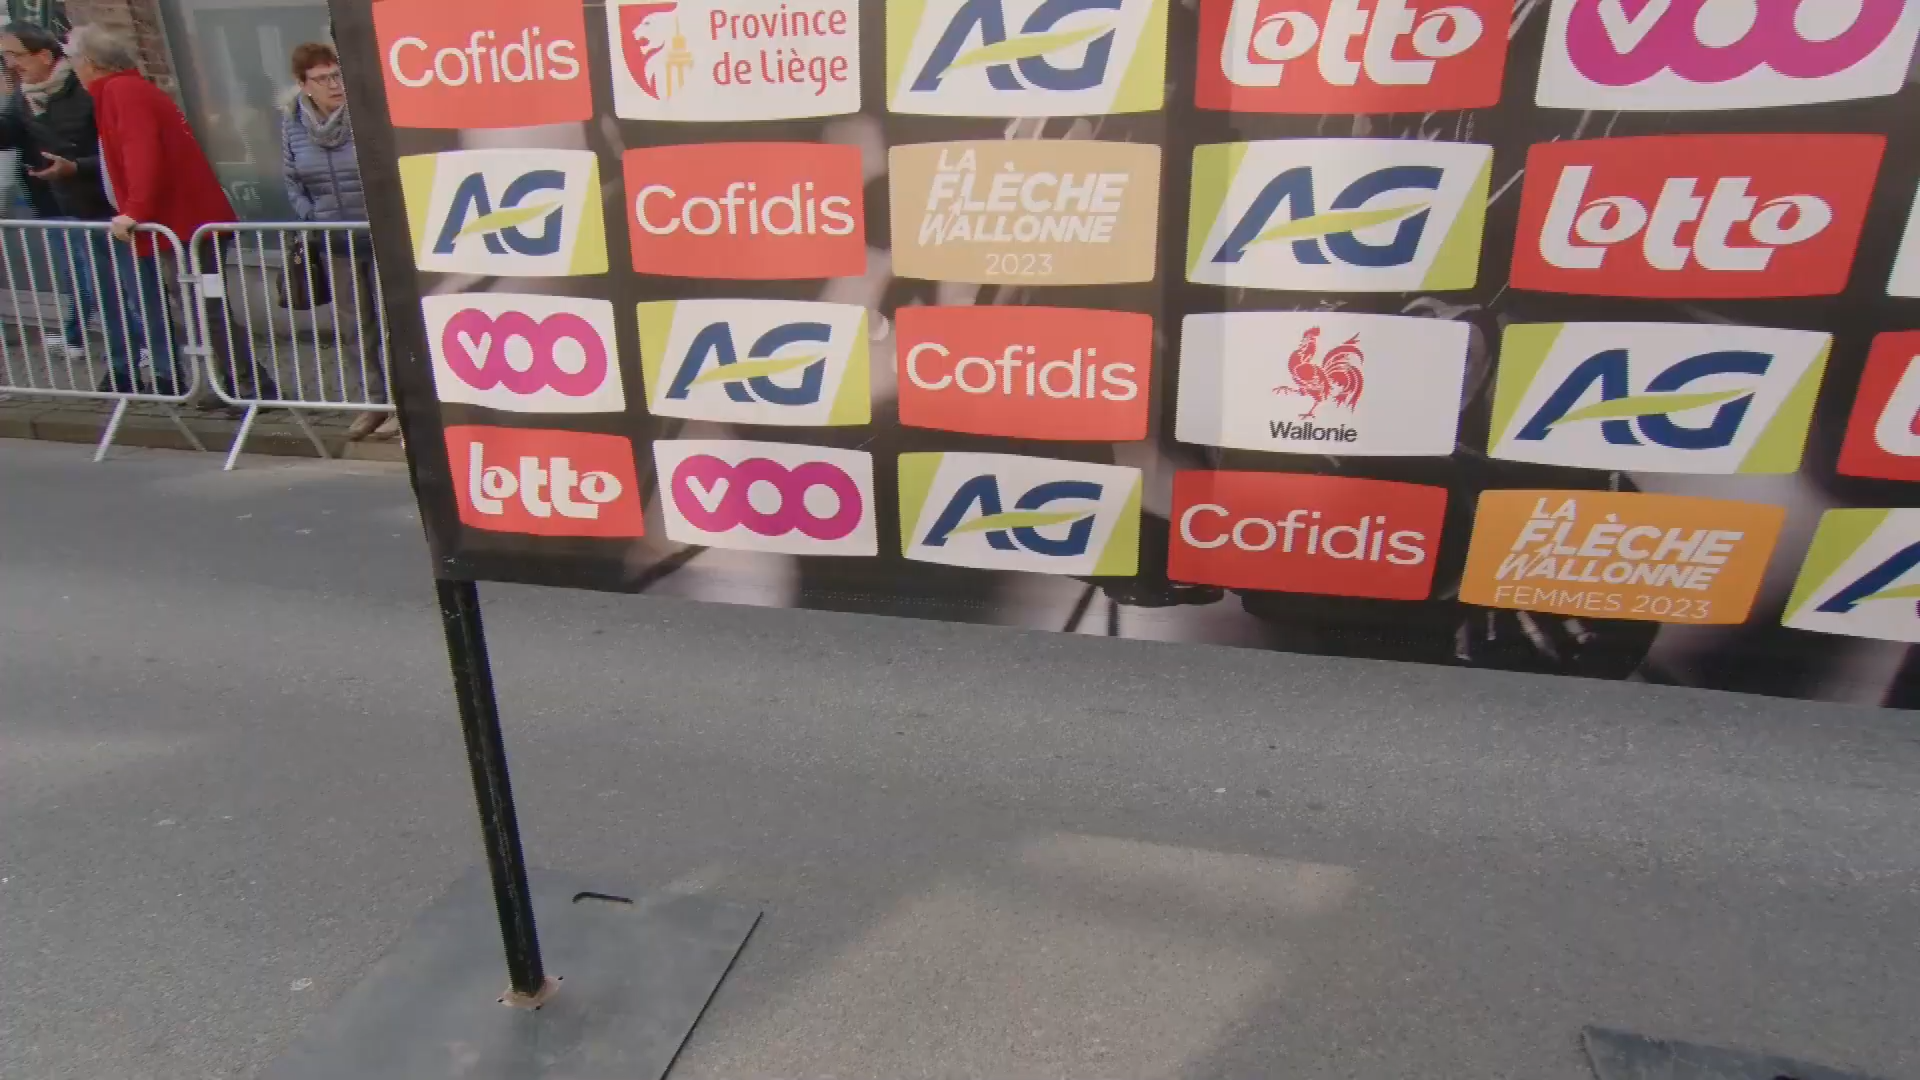 Cofidis
Province
de Liège
AG
Lotto
VOO
AG
Cofidis
LA
FLÈCHE
WALLONNE
2023
AG
Lotto
VOO
AG
Cofidis
Wallonie
AG
Lotto
VOO
AG
Cofidis
LA
FLÈCHE
WALLONNE
FEMMES 2023